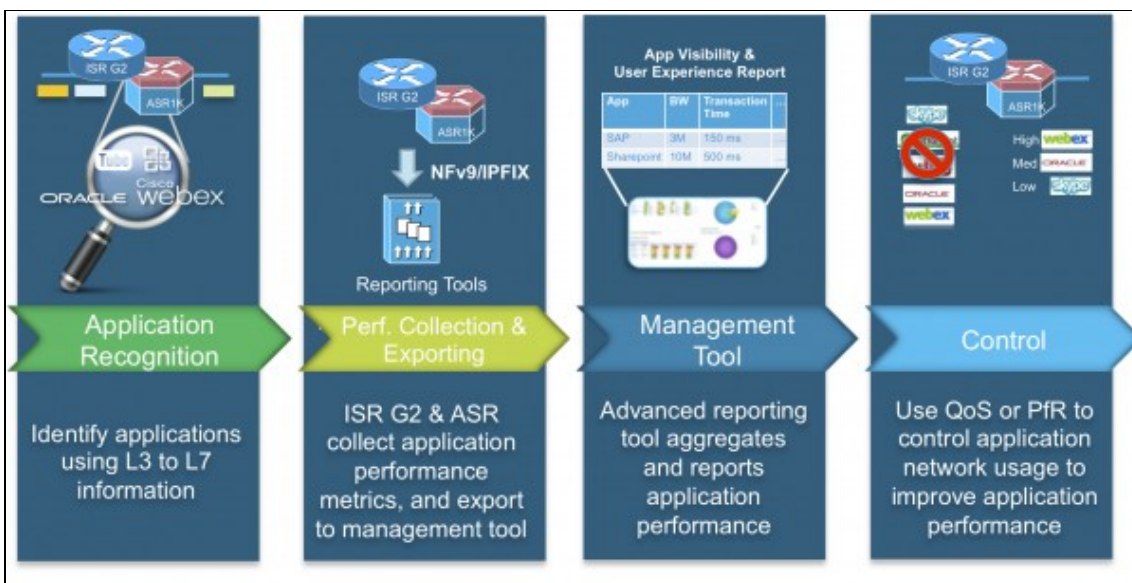 ISR G2
ASR1K
Tube
ORACLE
Cisco
webex
Application
Recognition
Identify applications
using L3 to L7
information
ISR G2
ASR1K
NFv9/IPFIX
Reporting Tools
Perf. Collection &
Exporting
ISR G2 & ASR
collect application
performance
metrics, and export
to management tool
App Visibility &
User Experience Report
App BW Transaction Time ...
SAP 3M 150 ms ...
Sharepoint 10M 500 ms ...
Management
Tool
Advanced reporting
tool aggregates
and reports
application
performance
ISR G2
ASR1K
skype
ORACLE
webex
High webex
Med ORACLE
Low skype
Control
Use QoS or PfR to
control application
network usage to
improve application
performance